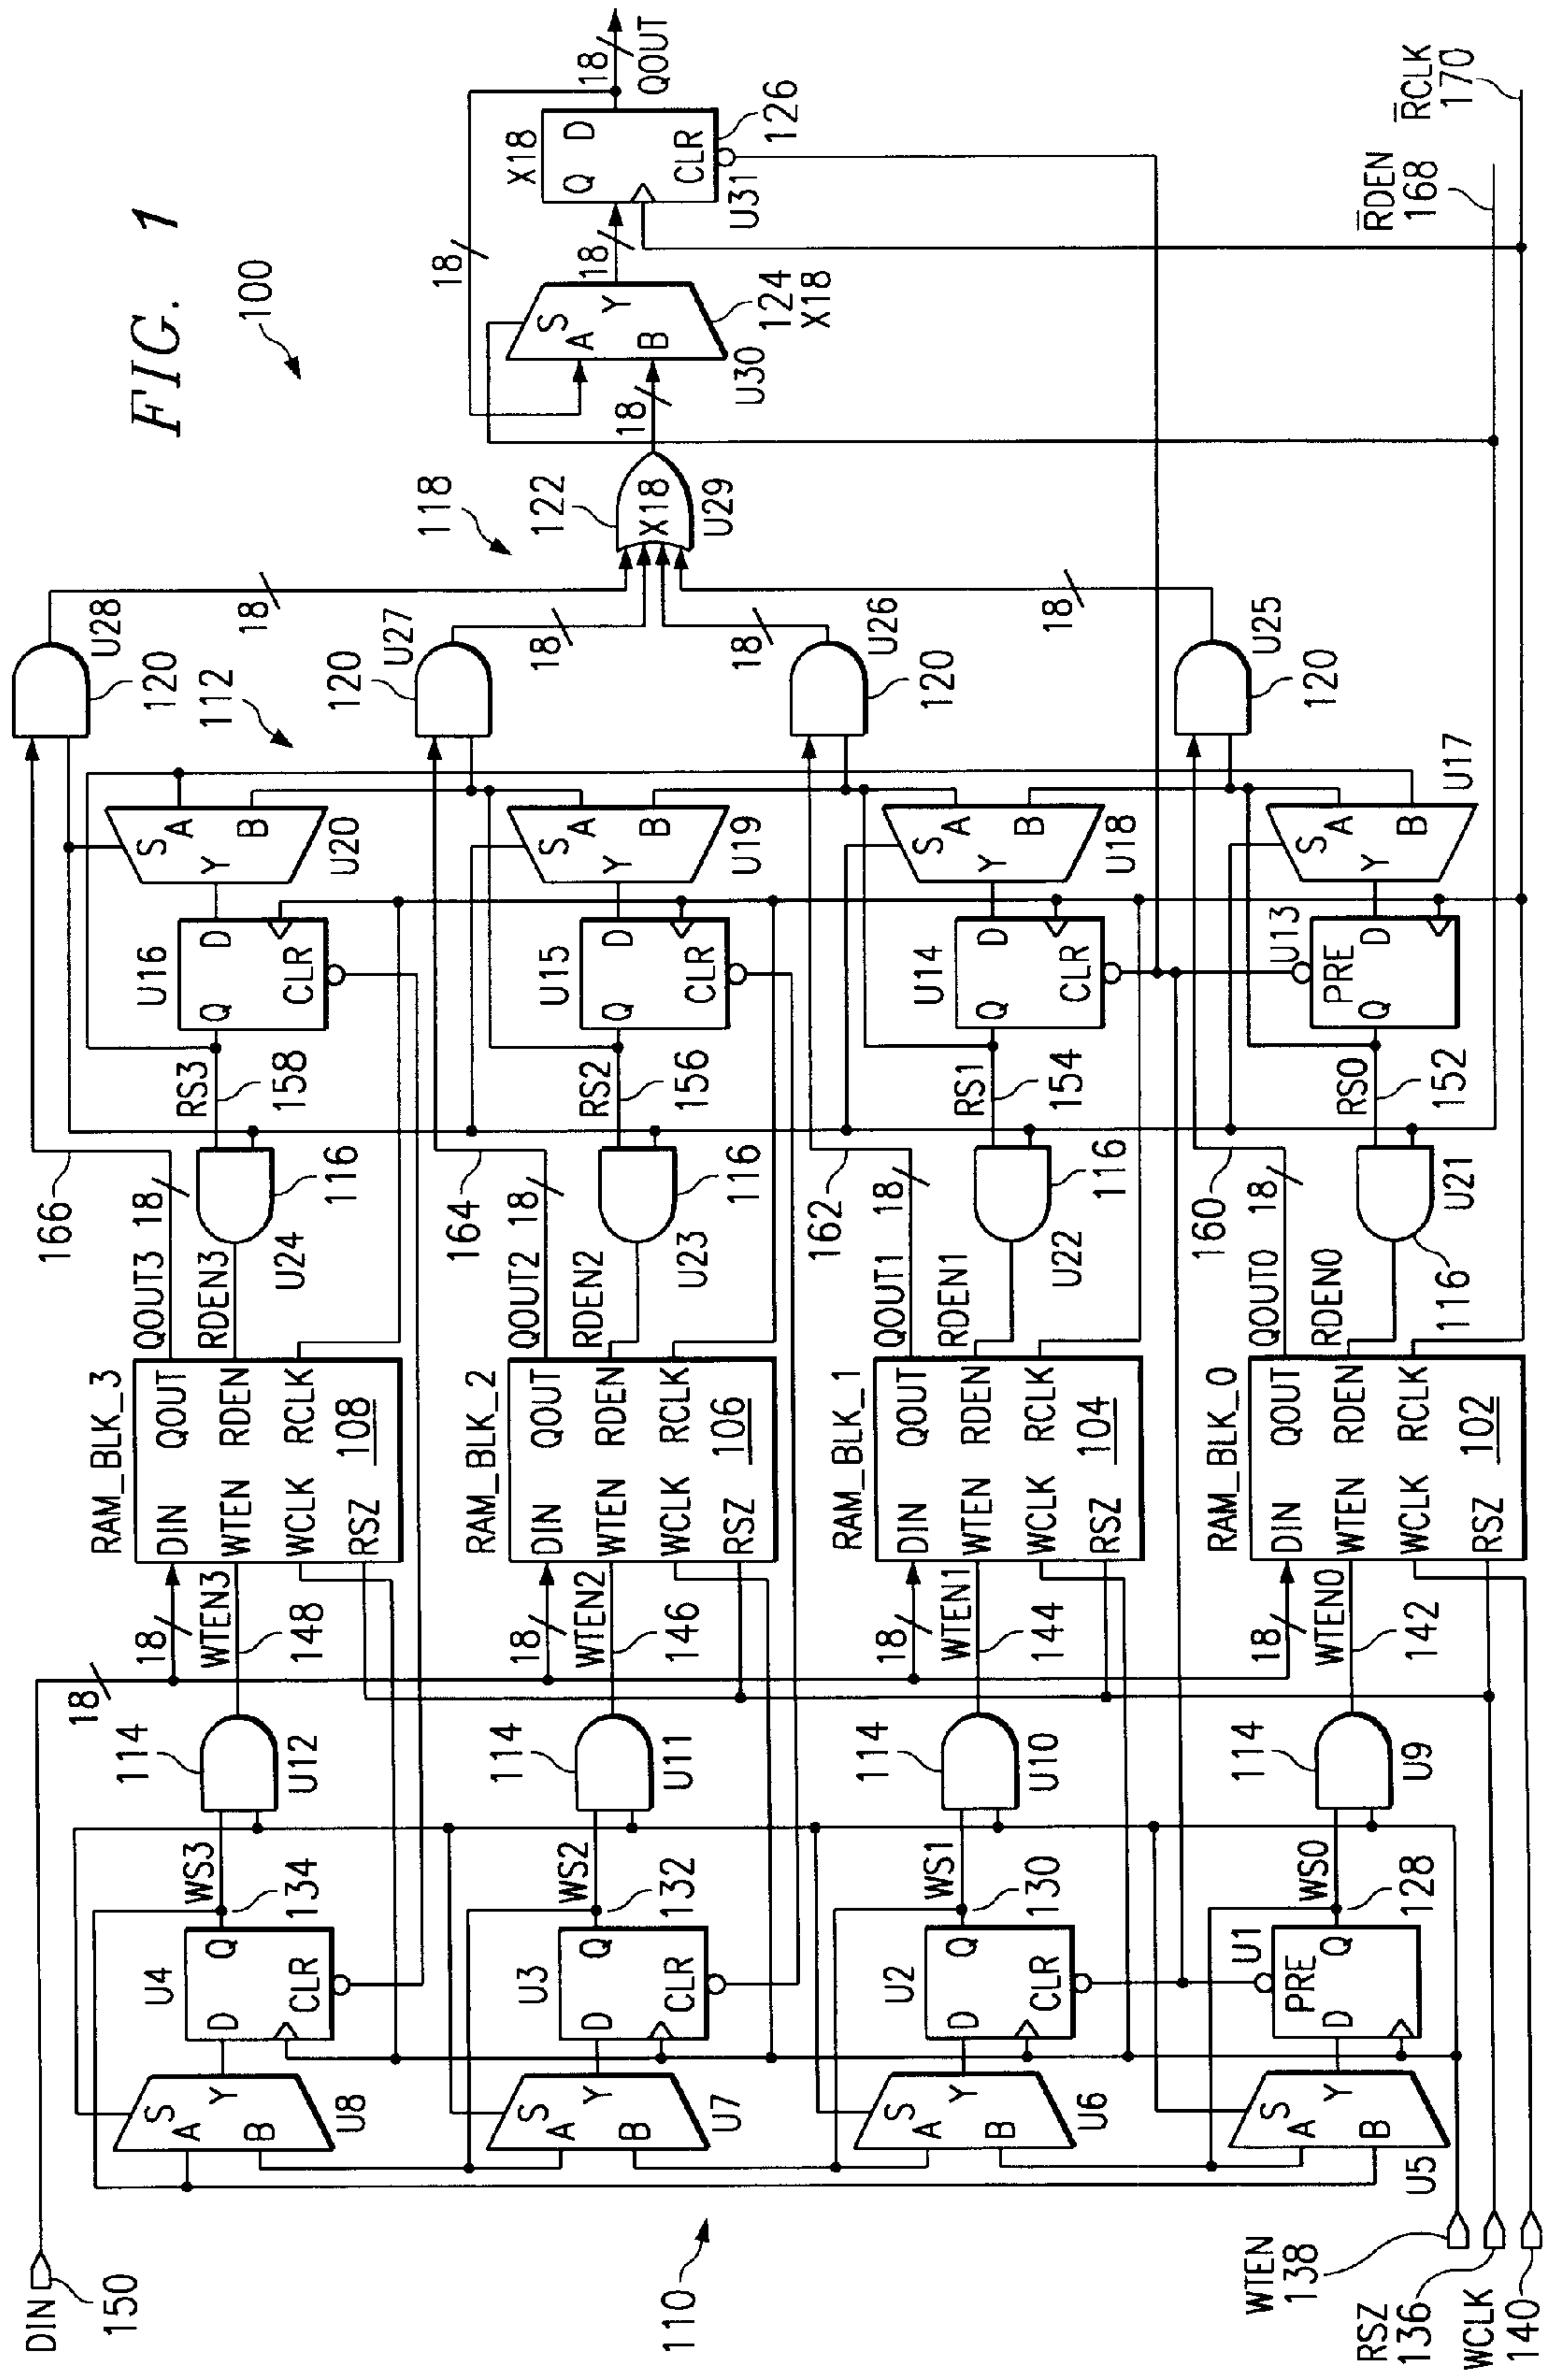 FIG. 1
100
DIN
150
18
110
WTEN
138
RSZ
136
WCLK
140
S
A
B
Y
U8
S
A
B
Y
U7
S
A
B
Y
U6
S
A
B
Y
U5
U4
D
Q
CLR
U3
D
Q
CLR
U2
D
Q
CLR
U1
PRE
D
Q
WS3
134
WS2
132
WS1
130
WS0
128
114
U12
114
U11
114
U10
114
U9
18
WTEN3
148
18
WTEN2
146
18
WTEN1
144
18
WTEN0
142
RAM_BLK_3
DIN QOUT
WTEN RDEN
WCLK RCLK
RSZ 108
RAM_BLK_2
DIN QOUT
WTEN RDEN
WCLK RCLK
RSZ 106
RAM_BLK_1
DIN QOUT
WTEN RDEN
WCLK RCLK
RSZ 104
RAM_BLK_0
DIN QOUT
WTEN RDEN
WCLK RCLK
RSZ 102
QOUT3
18
166
RDEN3
U24
116
QOUT2
18
164
RDEN2
U23
116
QOUT1
18
162
RDEN1
U22
116
QOUT0
18
160
RDEN0
U21
116
RS3
158
RS2
156
RS1
154
RS0
152
U16
Q
D
CLR
U15
Q
D
CLR
U14
Q
D
CLR
U13
PRE
Q
D
S
A
B
Y
U20
S
A
B
Y
U19
S
A
B
Y
U18
S
A
B
Y
U17
112
120
U28
120
U27
120
U26
120
U25
18
18
18
18
118
122
X18
U29
18
S
A
B
Y
U30
124
X18
18
18
X18
Q
D
CLR
U31
126
18
QOUT
RDEN
168
RCLK
170